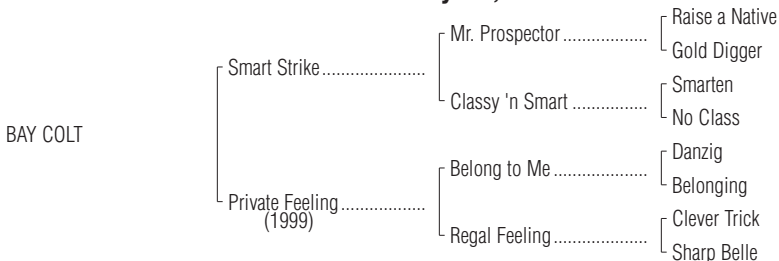 Raise a Native
Mr. Prospector
Gold Digger
Smart Strike
Smarten
Classy 'n Smart
No Class
BAY COLT
Danzig
Belong to Me
Belonging
Private Feeling
(1999)
Clever Trick
Regal Feeling
Sharp Belle